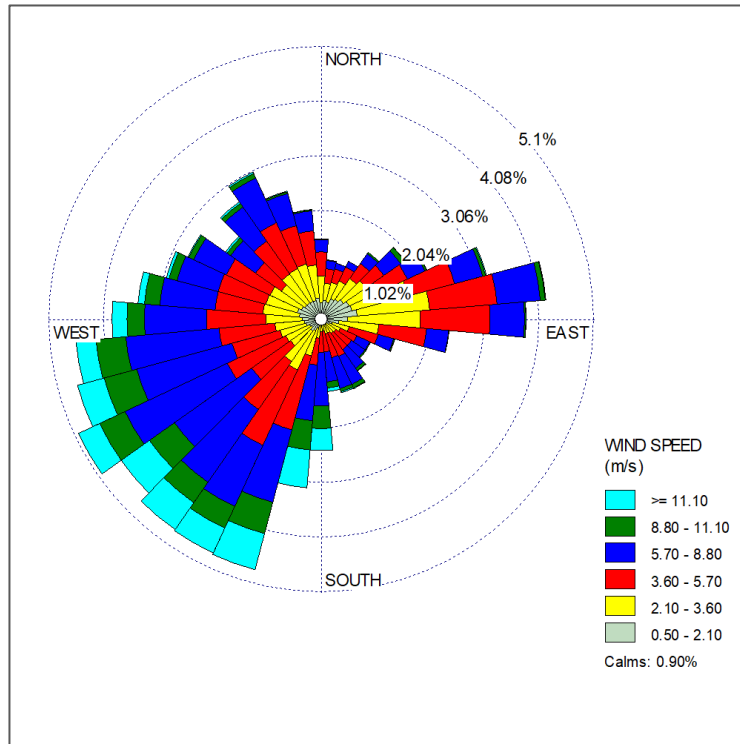 NORTH
5.1%
4.08%
3.06%
2.04%
1.02%
WEST
EAST
SOUTH
WIND SPEED
(m/s)
>= 11.10
8.80 - 11.10
5.70 - 8.80
3.60 - 5.70
2.10 - 3.60
0.50 - 2.10
Calms: 0.90%